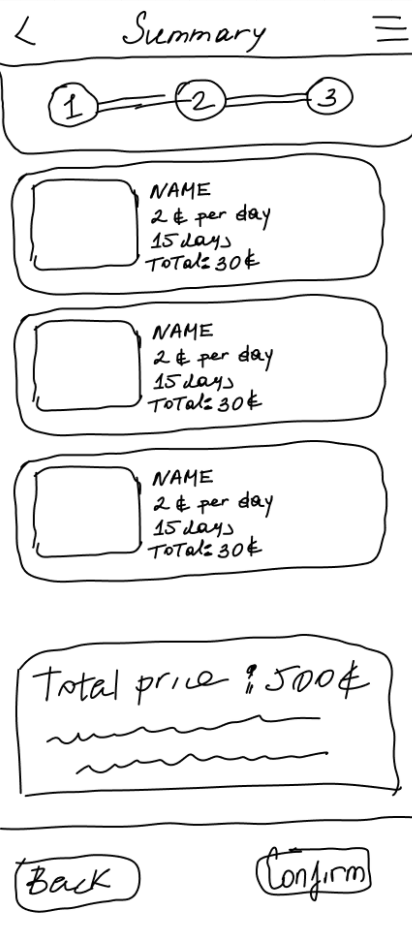 Summary
1 2 3
NAME
2 € per day
15 days
Total: 30€
NAME
2 € per day
15 days
Total: 30€
NAME
2 € per day
15 days
Total: 30€
Total price : 500€
Back Confirm